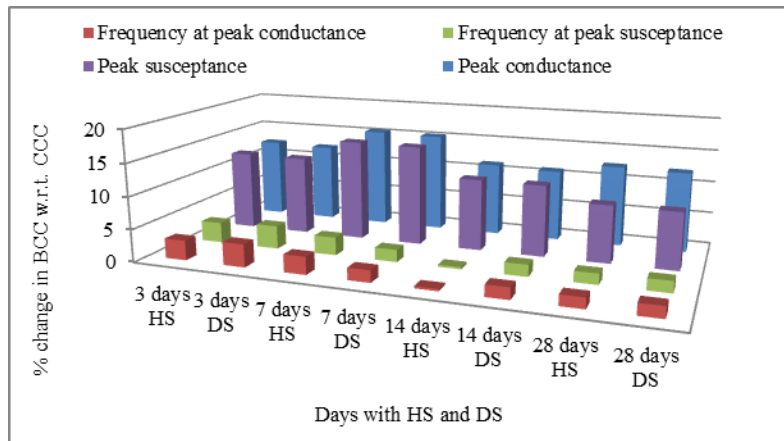 Frequency at peak conductance
Frequency at peak susceptance
Peak susceptance
Peak conductance
% change in BCC w.r.t. CCC
20
15
10
5
0
3 days
HS
3 days
DS
7 days
HS
7 days
DS
14 days
HS
14 days
DS
28 days
HS
28 days
DS
Days with HS and DS